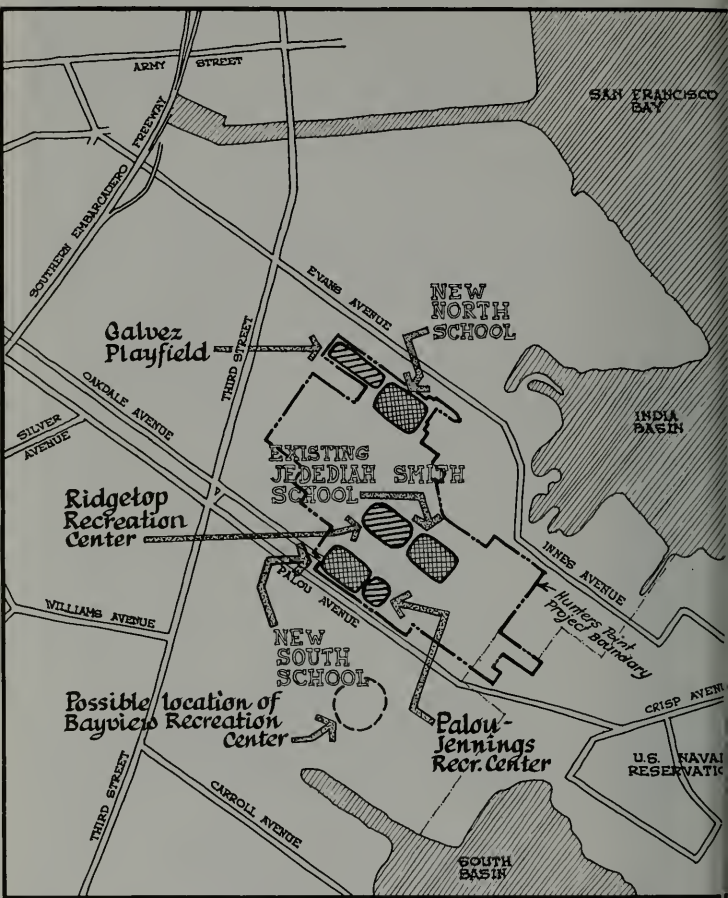 ARMY STREET
SAN FRANCISCO
BAY
SOUTHERN EMBARCADERO FREEWAY
EVANS AVENUE
NEW
NORTH
SCHOOL
Galvez
Playfield
THIRD STREET
OAKDALE AVENUE
SILVER
AVENUE
INDIA
BASIN
EXISTING
JEDEDIAH SMITH
SCHOOL
Ridgetop
Recreation
Center
INNES AVENUE
PALOU AVENUE
Hunters Point
Project Boundary
WILLIAMS AVENUE
NEW
SOUTH
SCHOOL
Possible location of
Bayview Recreation
Center
Palou-
Jennings
Recr. Center
CRISP AVEN
U.S. NAVAL
RESERVATIO
THIRD STREET
CARROLL AVENUE
SOUTH
BASIN